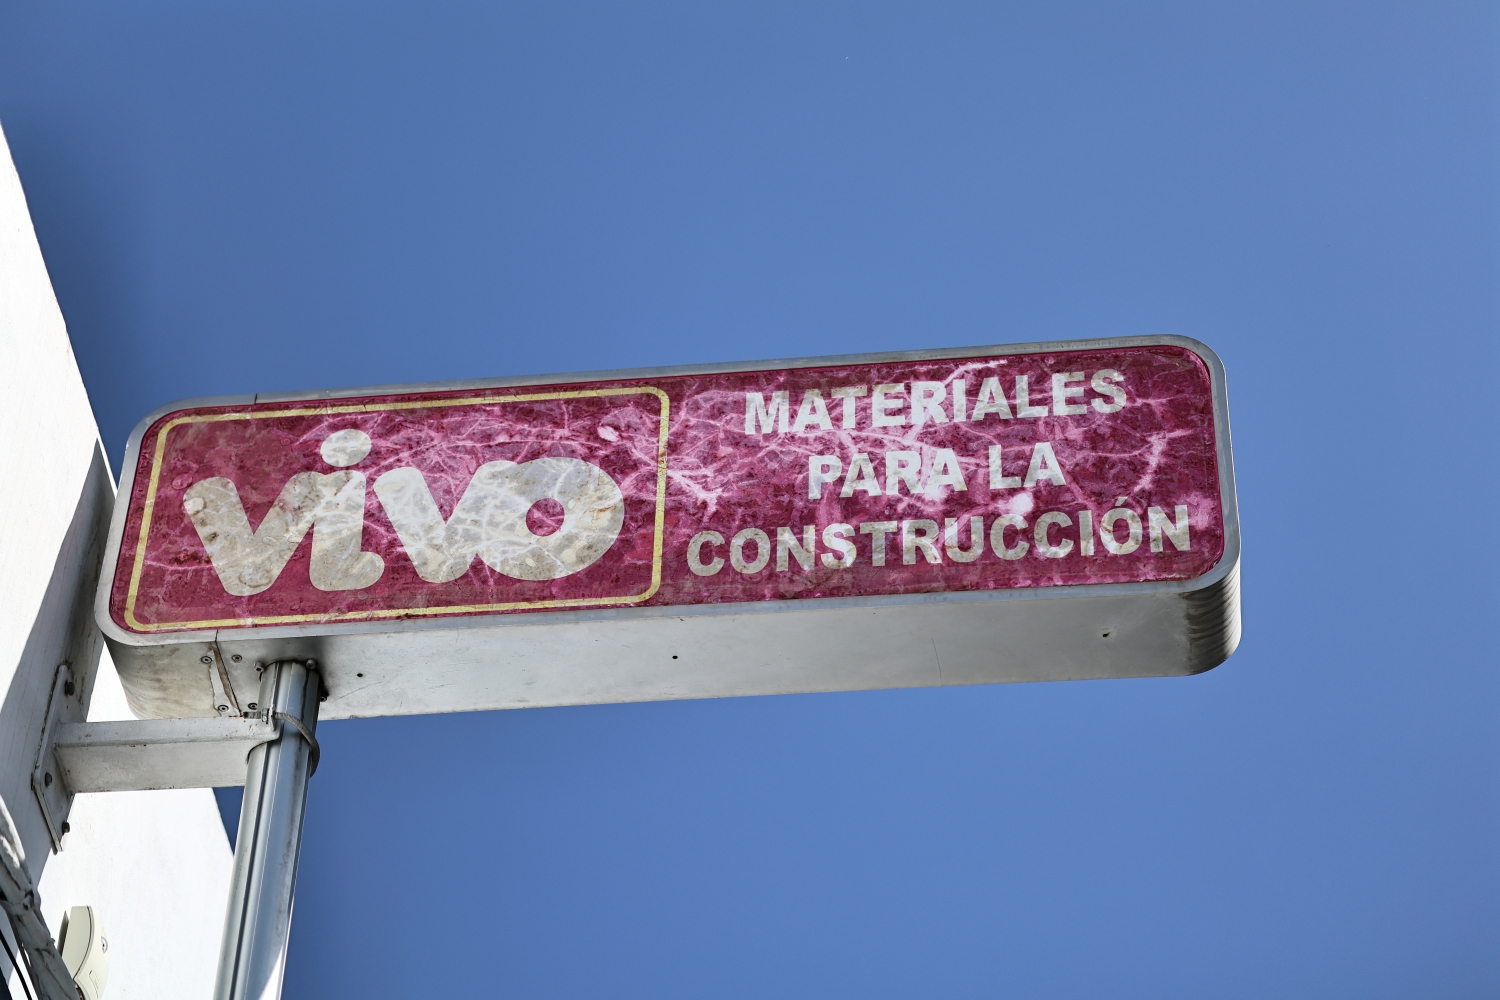 vivo
MATERIALES
PARA LA
CONSTRUCCIÓN